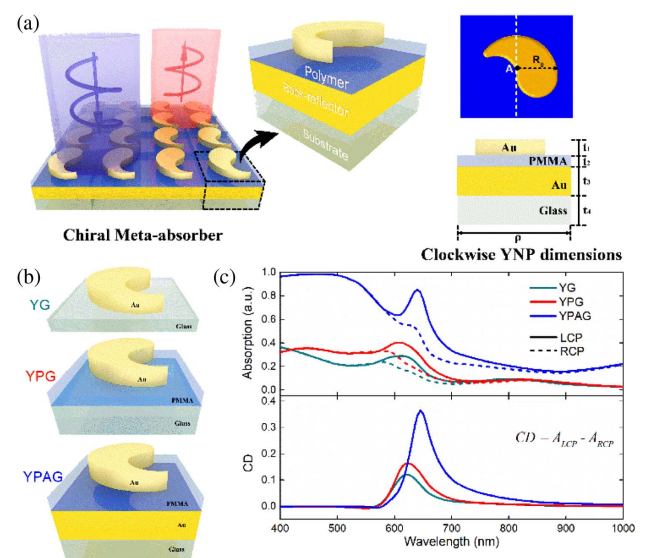 (a)
Polymer
Back-reflector
Substrate
Chiral Meta-absorber
A
R₀
Au
PMMA
Au
Glass
t₁
t₂
t₃
t₄
ρ
Clockwise YNP dimensions
(b)
YG
Au
Glass
YPG
Au
PMMA
Glass
YPAG
Au
PMMA
Au
Glass
(c)
Absorption (a.u.)
1.0
0.8
0.6
0.4
0.2
0.0
YG
YPG
YPAG
LCP
RCP
CD
0.4
0.3
0.2
0.1
0.0
CD = A_LCP - A_RCP
400 500 600 700 800 900 1000
Wavelength (nm)